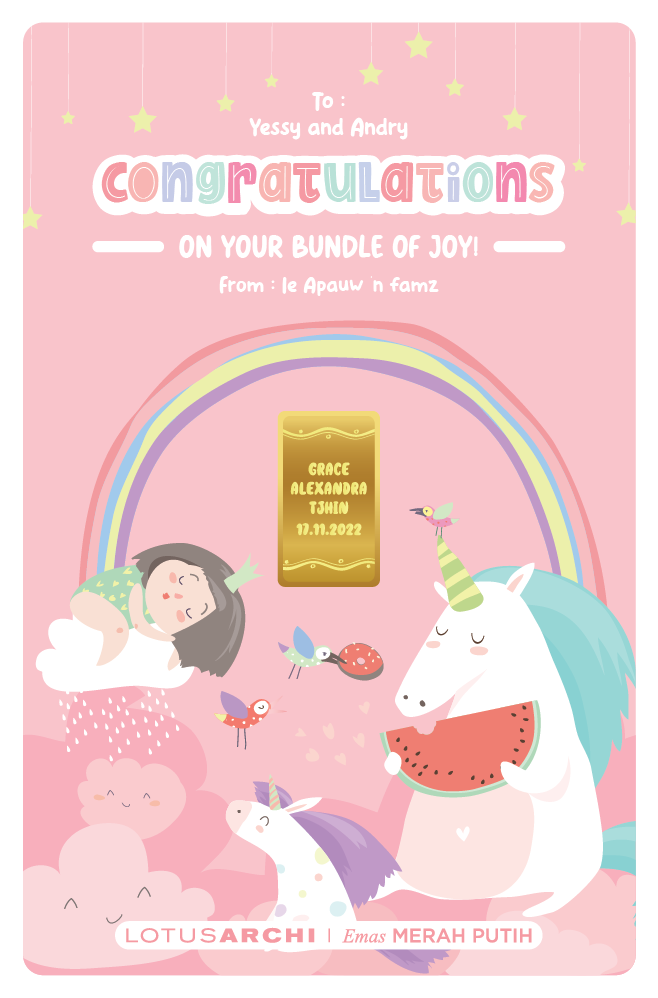 To :
Yessy and Andry
congratulations
ON YOUR BUNDLE OF JOY!
From : le Apauw 'n famz
GRACE
ALEXANDRA
TJHIN
17.11.2022
LOTUSARCHI | Emas MERAH PUTIH